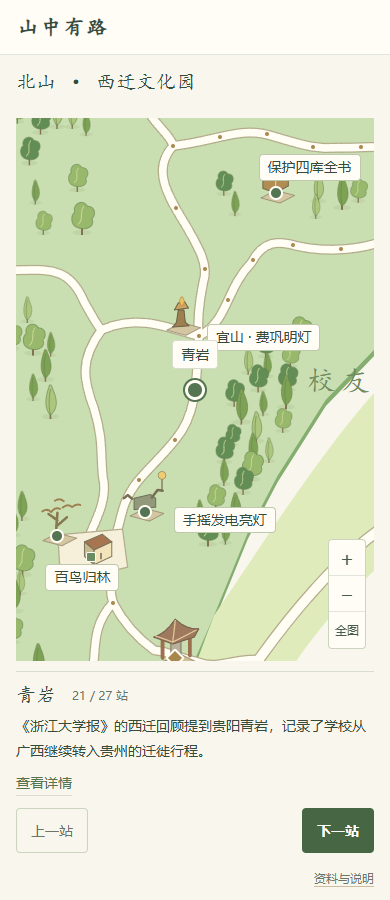 山中有路
北山 • 西迁文化园
保护四库全书
宜山 · 费巩明灯
青岩
校友
手摇发电亮灯
百鸟归林
+
−
全图
青岩 21 / 27 站
《浙江大学报》的西迁回顾提到贵阳青岩，记录了学校从
广西继续转入贵州的迁徙行程。
查看详情
上一站
下一站
资料与说明